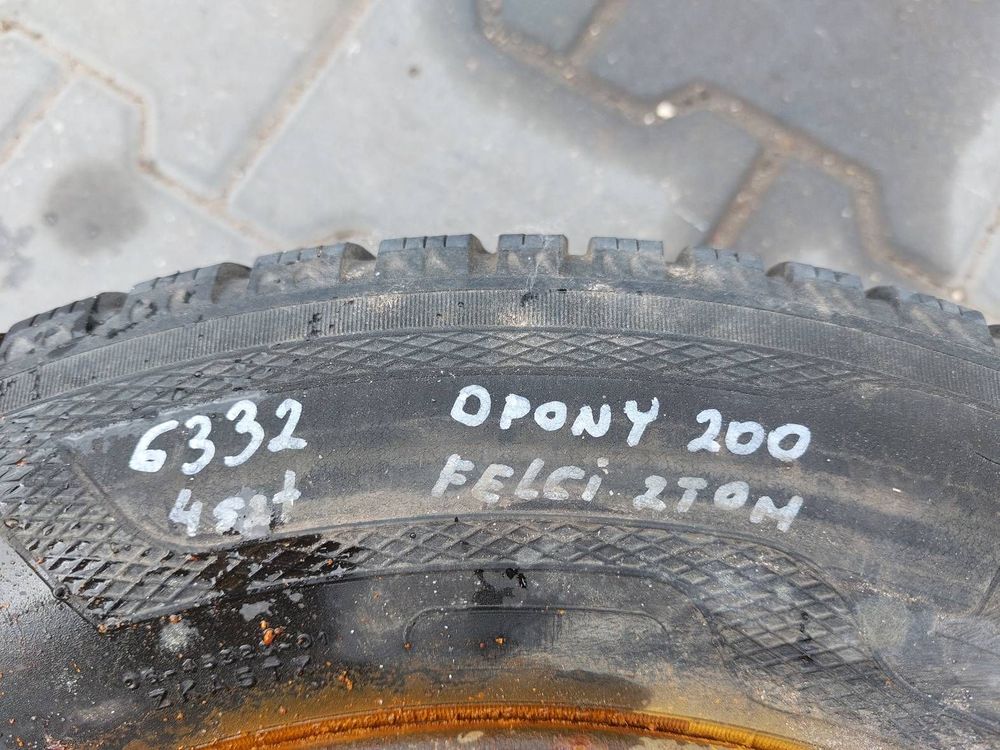 6332
4szt
OPONY 200
FELGI 2TON